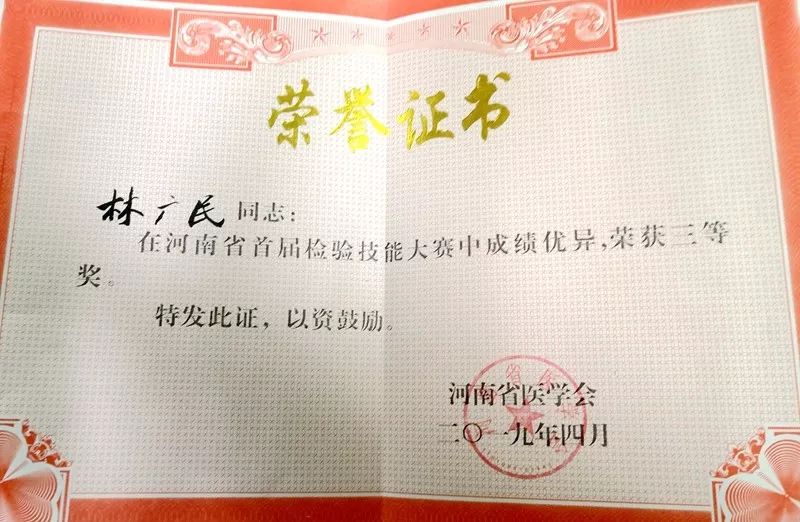 荣誉证书
林广民同志:
在河南省首届检验技能大赛中成绩优异,荣获三等
奖。
特发此证，以资鼓励。
河南省医学会
二〇一九年四月